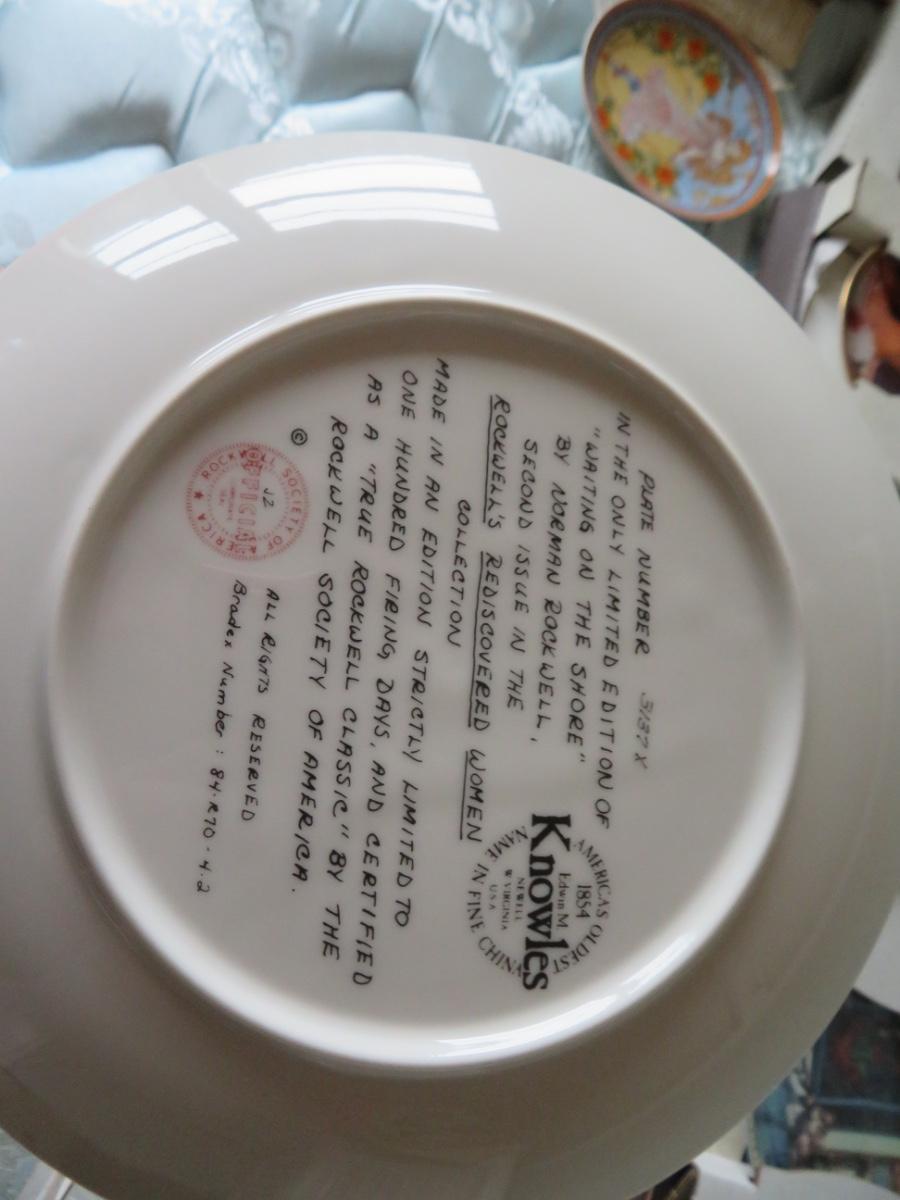 PLATE NUMBER 3137X
IN THE ONLY LIMITED EDITION OF
"WAITING ON THE SHORE"
BY NORMAN ROCKWELL,
SECOND ISSUE IN THE
ROCKWELL'S REDISCOVERED WOMEN
COLLECTION
MADE IN AN EDITION STRICTLY LIMITED TO
ONE HUNDRED FIRING DAYS, AND CERTIFIED
AS A "TRUE ROCKWELL CLASSIC" BY THE
ROCKWELL SOCIETY OF AMERICA.
©
ALL RIGHTS RESERVED
Bradex Number: 84-R70-4.2
AMERICA'S OLDEST
1854
Edwin M.
Knowles
NEWELL
W VIRGINIA
USA
NAME IN FINE CHINA
SOCIETY OF
OFFICIAL
JZ